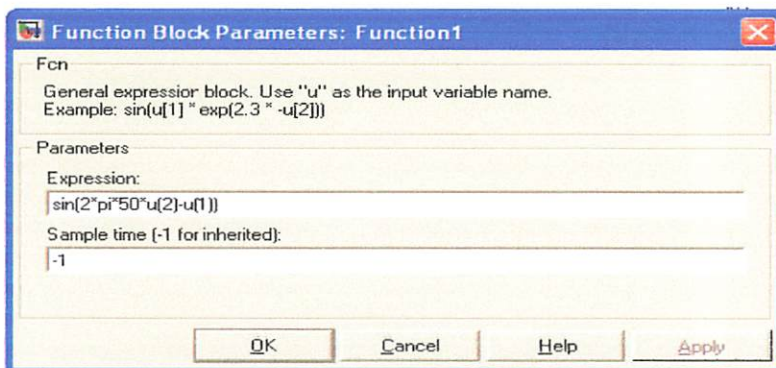 Function Block Parameters: Function1
Fcn
General expression block. Use "u" as the input variable name.
Example: sin(u[1] * exp(2.3 * -u[2]))
Parameters
Expression:
sin(2*pi*50*u(2)-u(1))
Sample time (-1 for inherited):
-1
OK
Cancel
Help
Apply